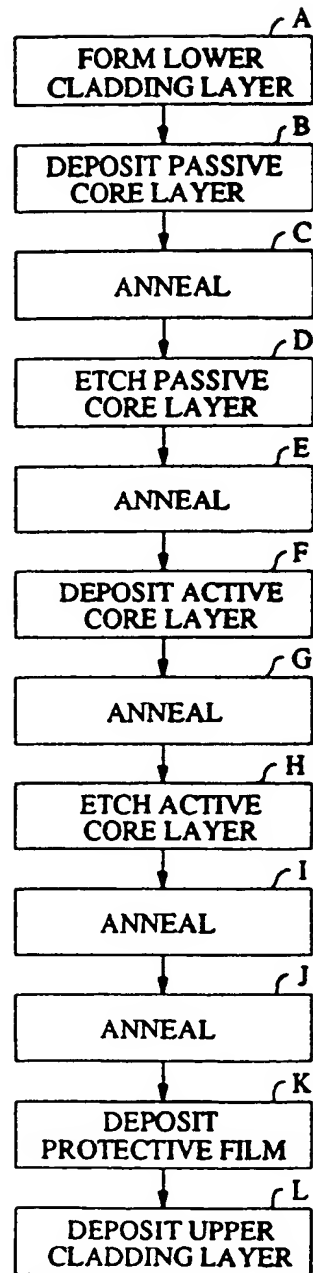 A
FORM LOWER
CLADDING LAYER
B
DEPOSIT PASSIVE
CORE LAYER
C
ANNEAL
D
ETCH PASSIVE
CORE LAYER
E
ANNEAL
F
DEPOSIT ACTIVE
CORE LAYER
G
ANNEAL
H
ETCH ACTIVE
CORE LAYER
I
ANNEAL
J
ANNEAL
K
DEPOSIT
PROTECTIVE FILM
L
DEPOSIT UPPER
CLADDING LAYER